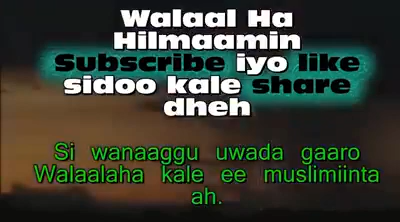 Walaal Ha
Hilmaamin
Subscribe iyo like
sidoo kale share
dheh
Si wanaaggu uwada gaaro
Walaalaha kale ee muslimiinta
ah.